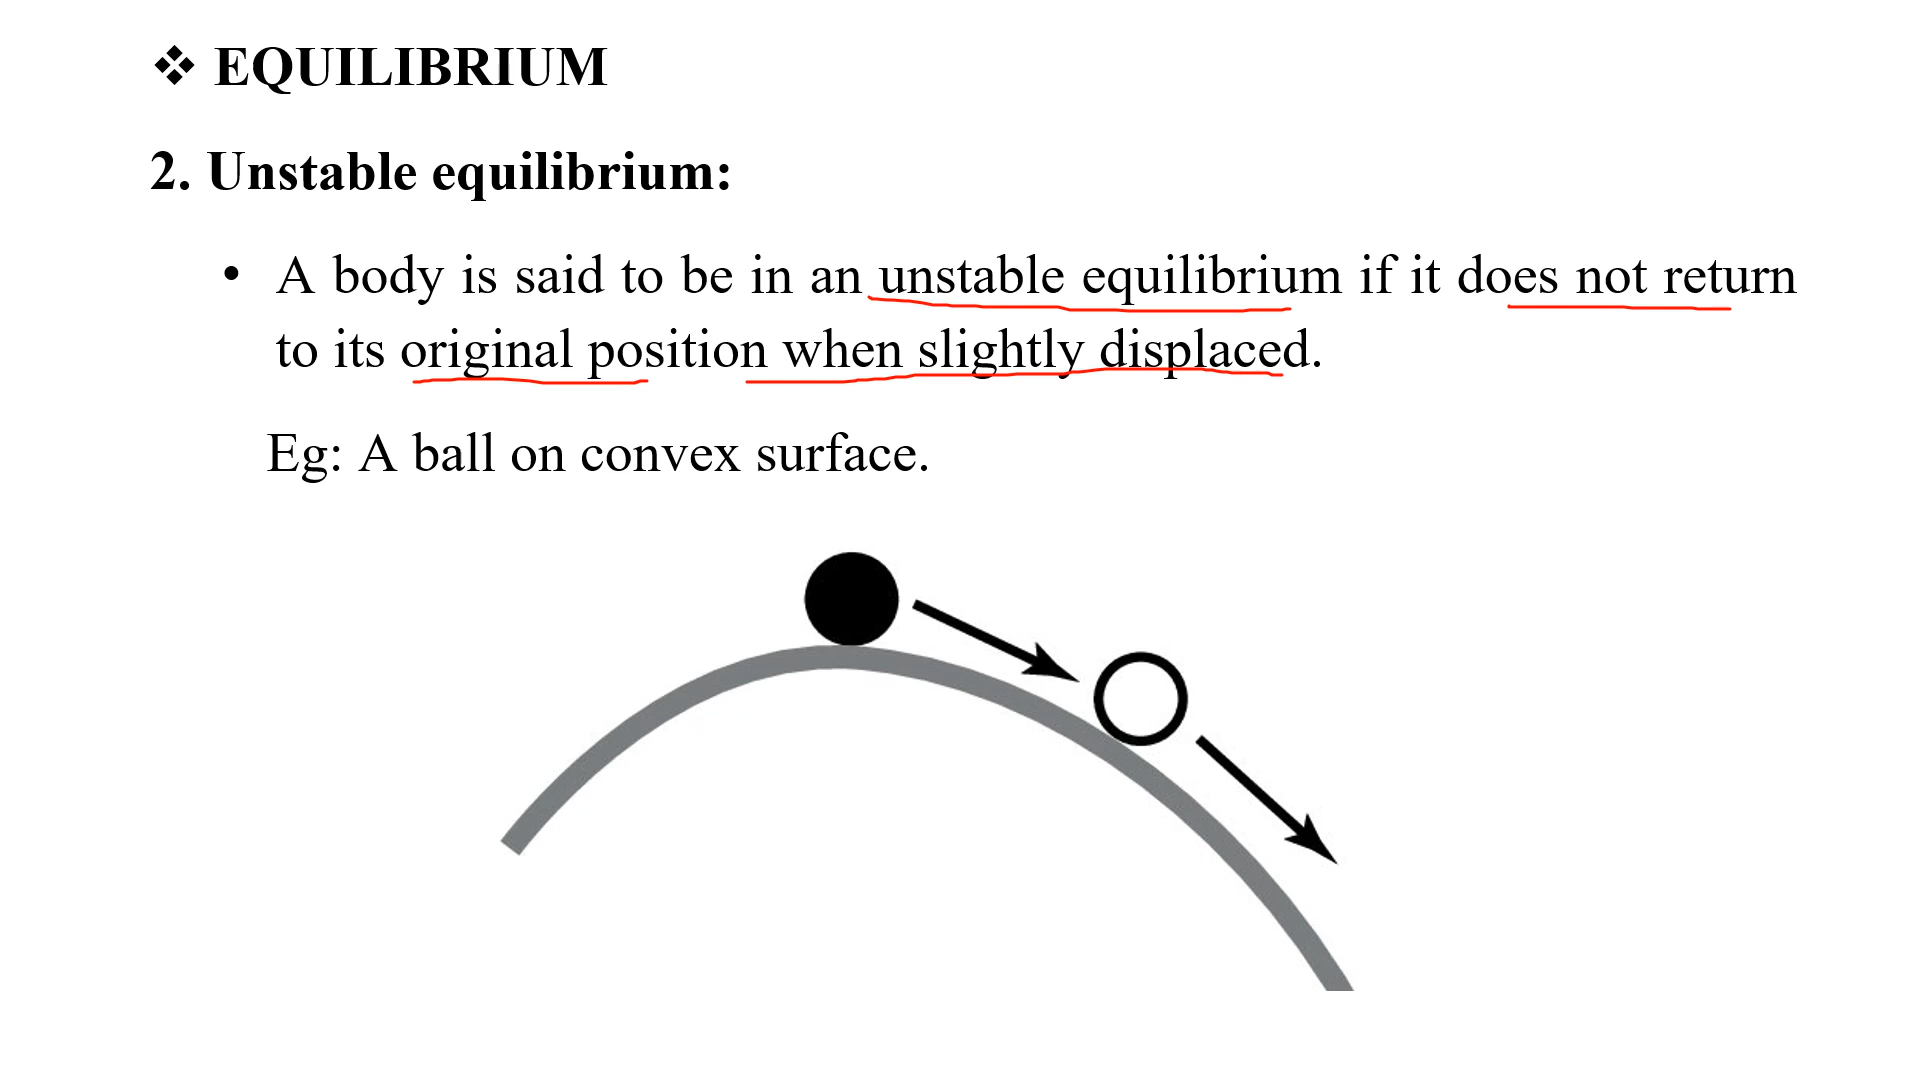 ❖ EQUILIBRIUM
2. Unstable equilibrium:
• A body is said to be in an unstable equilibrium if it does not return
to its original position when slightly displaced.
Eg: A ball on convex surface.